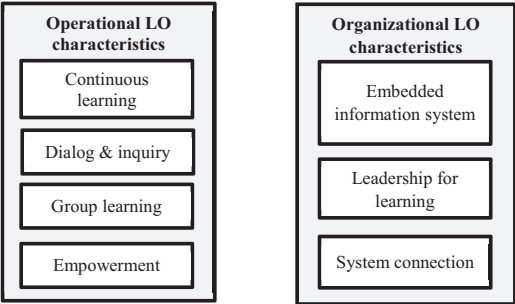 Operational LO
characteristics
Continuous
learning
Dialog & inquiry
Group learning
Empowerment
Organizational LO
characteristics
Embedded
information system
Leadership for
learning
System connection